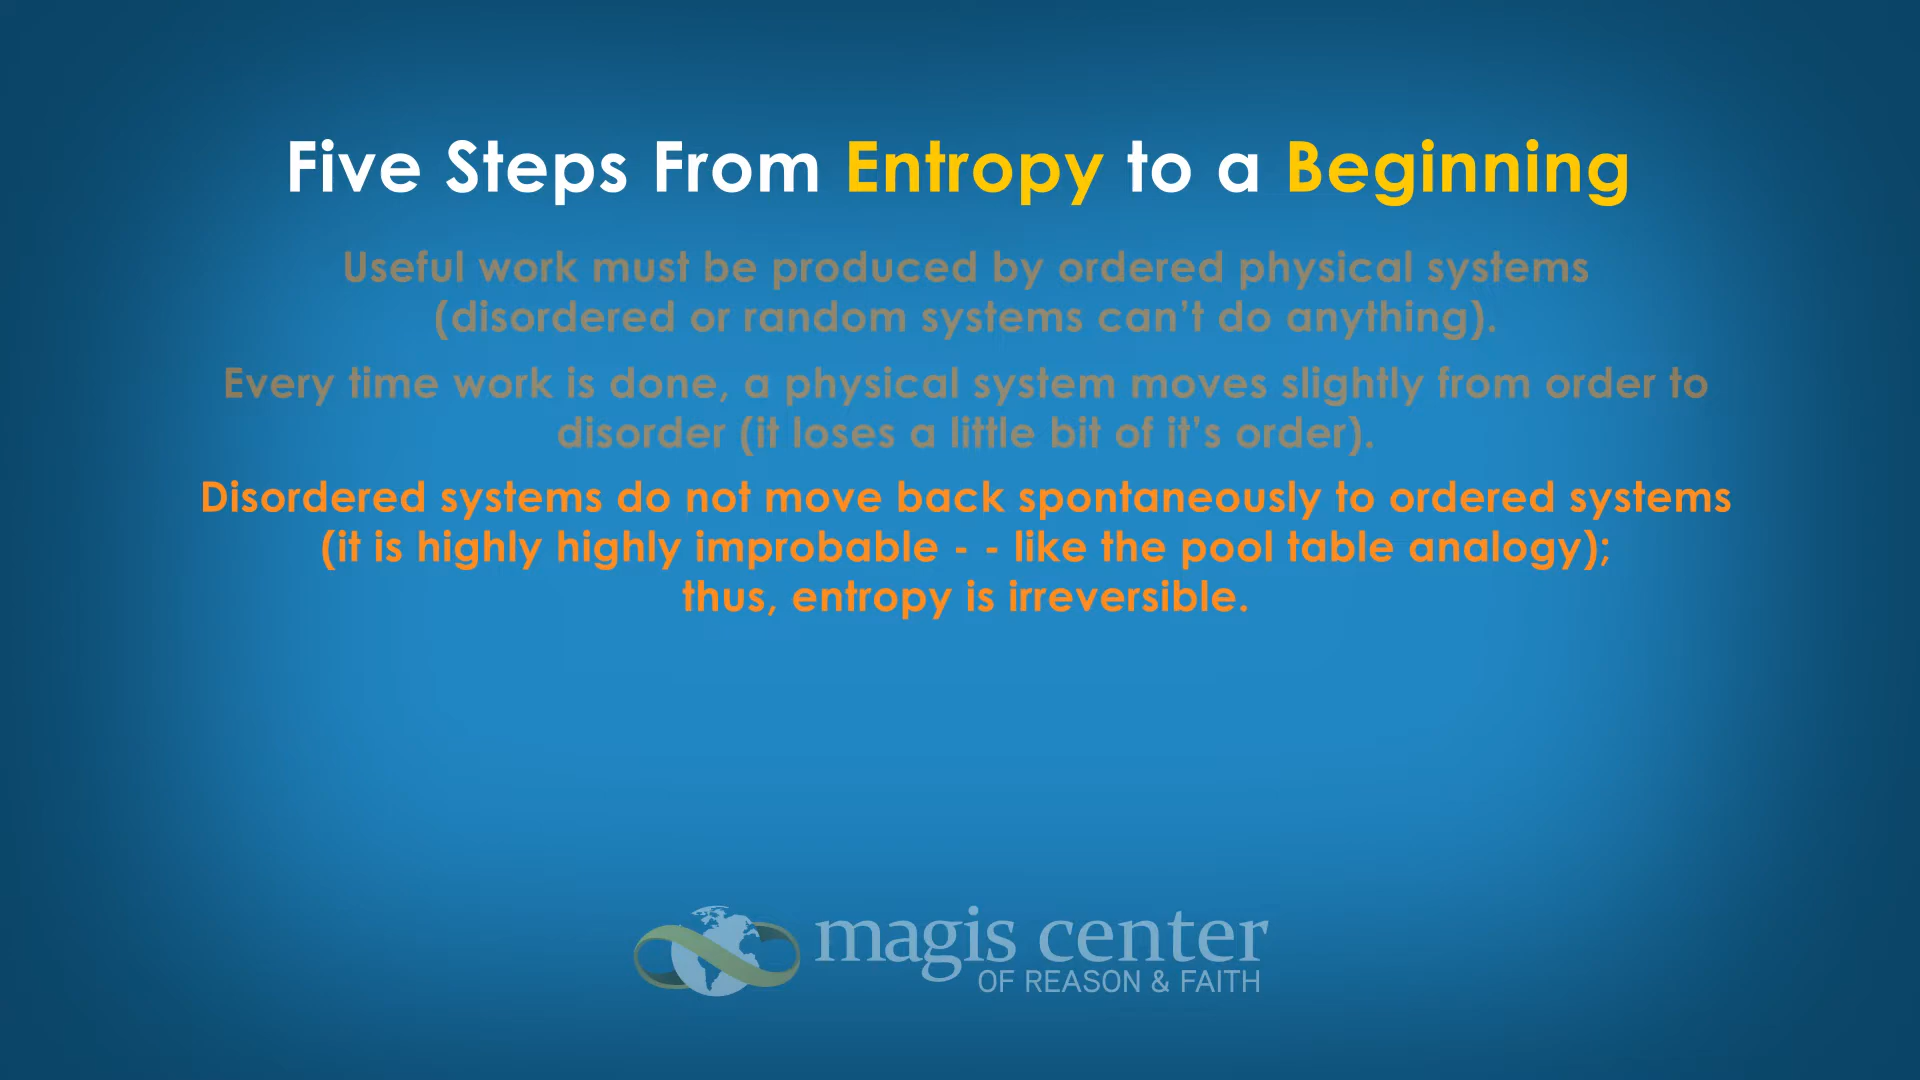 Five Steps From Entropy to a Beginning
Useful work must be produced by ordered physical systems
(disordered or random systems can’t do anything).
Every time work is done, a physical system moves slightly from order to
disorder (it loses a little bit of it’s order).
Disordered systems do not move back spontaneously to ordered systems
(it is highly highly improbable - - like the pool table analogy);
thus, entropy is irreversible.
magis center
OF REASON & FAITH